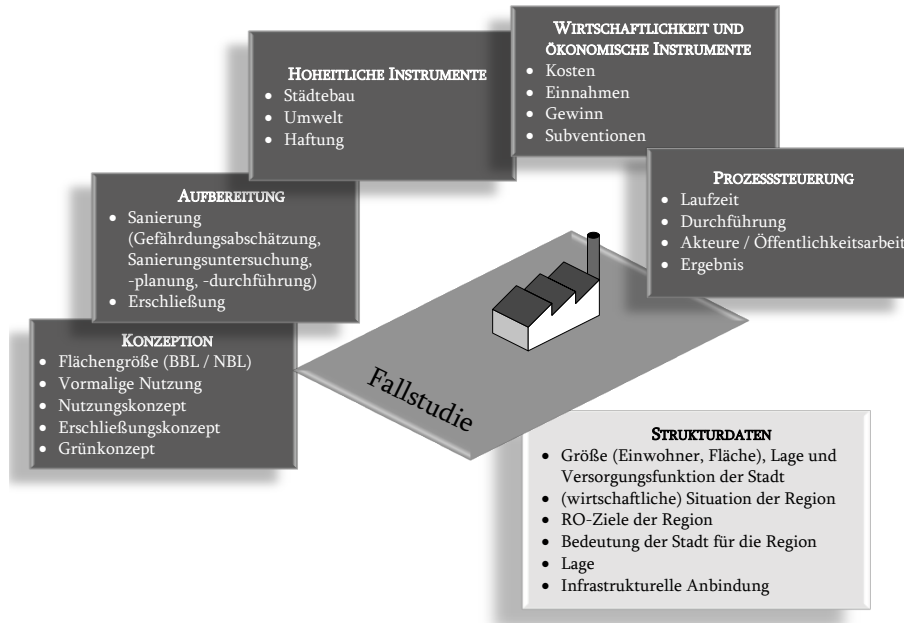 WIRTSCHAFTLICHKEIT UND
ÖKONOMISCHE INSTRUMENTE
• Kosten
• Einnahmen
• Gewinn
• Subventionen
HOHEITLICHE INSTRUMENTE
• Städtebau
• Umwelt
• Haftung
PROZESSSTEUERUNG
• Laufzeit
• Durchführung
• Akteure / Öffentlichkeitsarbeit
• Ergebnis
AUFBEREITUNG
• Sanierung
(Gefährdungsabschätzung,
Sanierungsuntersuchung,
-planung, -durchführung)
• Erschließung
KONZEPTION
• Flächengröße (BBL / NBL)
• Vormalige Nutzung
• Nutzungskonzept
• Erschließungskonzept
• Grünkonzept
Fallstudie
STRUKTURDATEN
• Größe (Einwohner, Fläche), Lage und
Versorgungsfunktion der Stadt
• (wirtschaftliche) Situation der Region
• RO-Ziele der Region
• Bedeutung der Stadt für die Region
• Lage
• Infrastrukturelle Anbindung